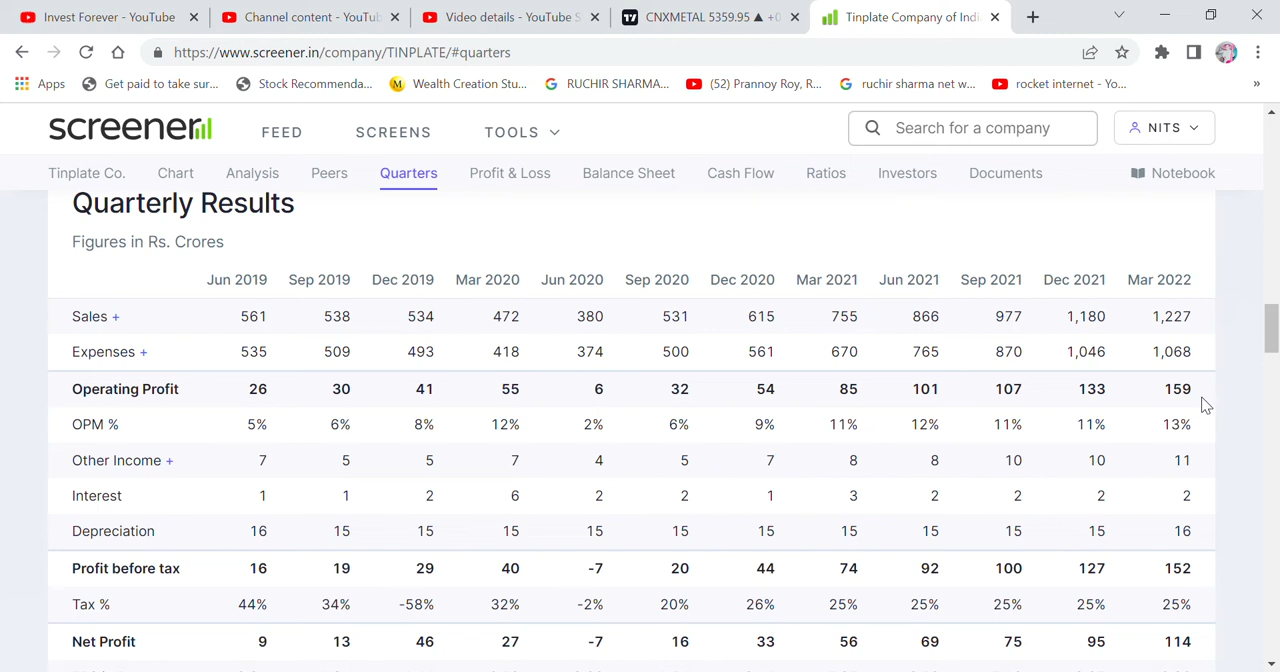 Invest Forever - YouTube
Channel content - YouTu
Video details - YouTube S
CNXMETAL 5359.95 ▲ +0
Tinplate Company of Indi
https://www.screener.in/company/TINPLATE/#quarters
Apps
Get paid to take sur...
Stock Recommenda...
Wealth Creation Stu...
RUCHIR SHARMA...
(52) Prannoy Roy, R...
ruchir sharma net w...
rocket internet - Yo...
»
screener
FEED SCREENS TOOLS
Search for a company
NITS
Tinplate Co. Chart Analysis Peers Quarters Profit & Loss Balance Sheet Cash Flow Ratios Investors Documents Notebook
Quarterly Results
Figures in Rs. Crores
Jun 2019 Sep 2019 Dec 2019 Mar 2020 Jun 2020 Sep 2020 Dec 2020 Mar 2021 Jun 2021 Sep 2021 Dec 2021 Mar 2022
Sales + 561 538 534 472 380 531 615 755 866 977 1,180 1,227
Expenses + 535 509 493 418 374 500 561 670 765 870 1,046 1,068
Operating Profit 26 30 41 55 6 32 54 85 101 107 133 159
OPM % 5% 6% 8% 12% 2% 6% 9% 11% 12% 11% 11% 13%
Other Income + 7 5 5 7 4 5 7 8 8 10 10 11
Interest 1 1 2 6 2 2 1 3 2 2 2 2
Depreciation 16 15 15 15 15 15 15 15 15 15 15 16
Profit before tax 16 19 29 40 -7 20 44 74 92 100 127 152
Tax % 44% 34% -58% 32% -2% 20% 26% 25% 25% 25% 25% 25%
Net Profit 9 13 46 27 -7 16 33 56 69 75 95 114